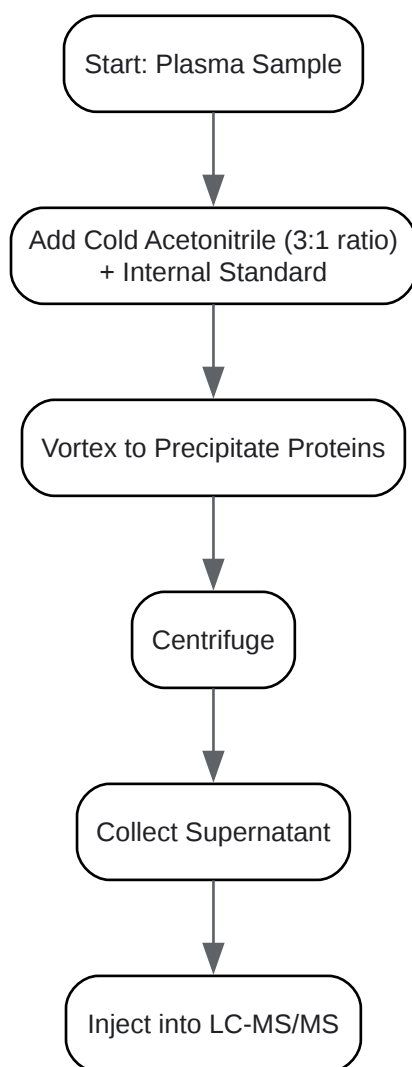 Start: Plasma Sample
Add Cold Acetonitrile (3:1 ratio)
+ Internal Standard
Vortex to Precipitate Proteins
Centrifuge
Collect Supernatant
Inject into LC-MS/MS